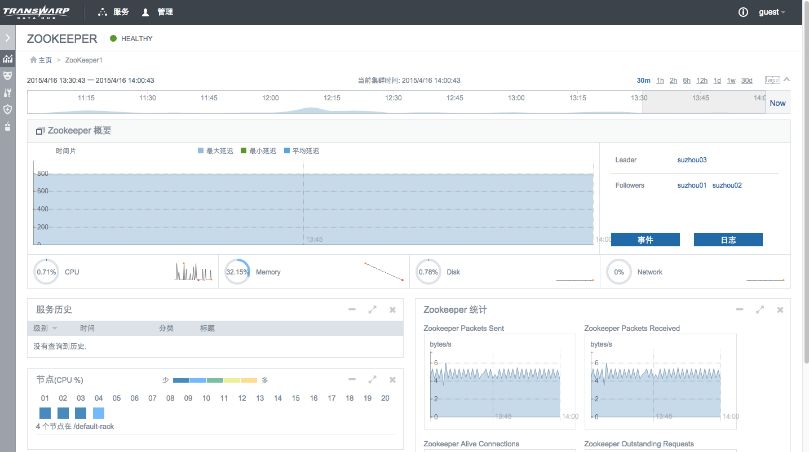 TRANSWARP
DATA HUB
服务
管理
guest
ZOOKEEPER
HEALTHY
主页 > ZooKeeper1
2015/4/16 13:30:43 — 2015/4/16 14:00:43
当前集群时间: 2015/4/16 14:00:43
30m 1h 2h 6h 12h 1d 1w 30d
11:15 11:30 11:45 12:00 12:15 12:30 12:45 13:00 13:15 13:30 13:45 14:0
Now
Zookeeper 概要
时间片
最大延迟 最小延迟 平均延迟
800
600
400
200
0
13:45 14:00
Leader suzhou03
Followers suzhou01 suzhou02
事件 日志
0.71% CPU
32.15% Memory
0.78% Disk
0% Network
服务历史
级别 时间 分类 标题
没有查询到历史.
节点(CPU %)
少 多
01 02 03 04 05 06 07 08 09 10 11 12 13 14 15 16 17 18 19 20
4 个节点在 /default-rack
Zookeeper 统计
Zookeeper Packets Sent
bytes/s
6
4
2
0
13:45 14:00
Zookeeper Packets Received
bytes/s
6
4
2
0
13:45 14:00
Zookeeper Alive Connections
Zookeeper Outstanding Requests